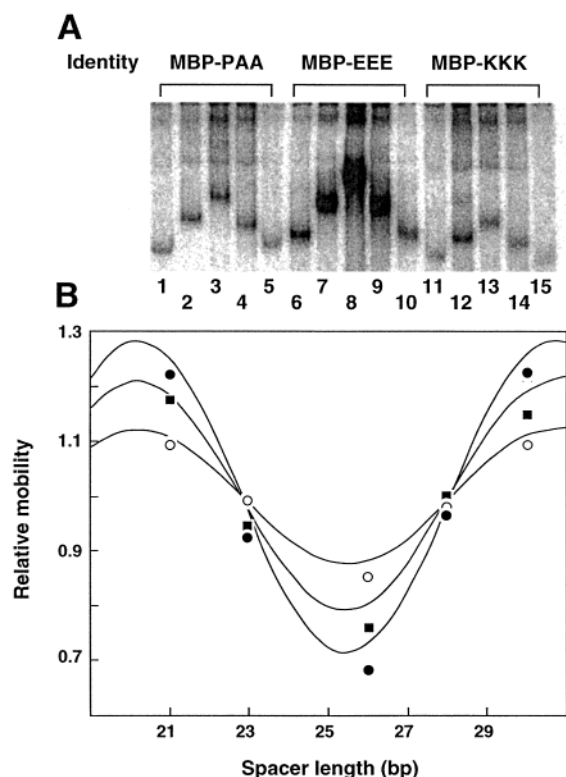 A
Identity MBP-PAA MBP-EEE MBP-KKK
1 2 3 4 5 6 7 8 9 10 11 12 13 14 15
B
1.3
1.1
0.9
0.7
Relative mobility
21 23 25 27 29
Spacer length (bp)